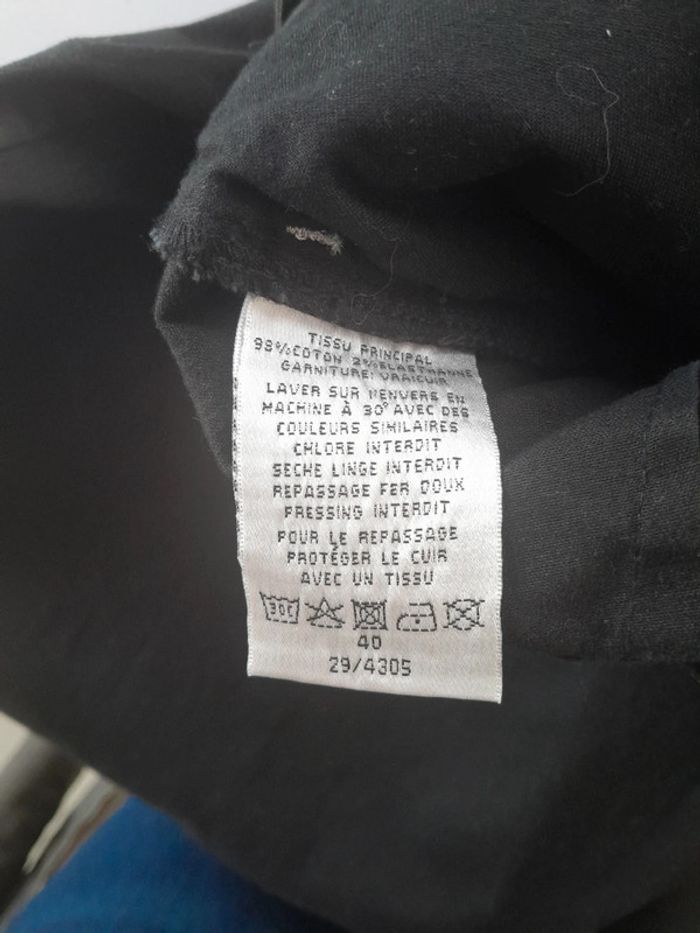 TISSU PRINCIPAL
98%COTON 2%ELASTHANNE
GARNITURE: VRAICUIR
LAVER SUR L'ENVERS EN
MACHINE À 30° AVEC DES
COULEURS SIMILAIRES
CHLORE INTERDIT
SECHE LINGE INTERDIT
REPASSAGE FER DOUX
PRESSING INTERDIT
POUR LE REPASSAGE
PROTÉGER LE CUIR
AVEC UN TISSU
30C
40
29/4305